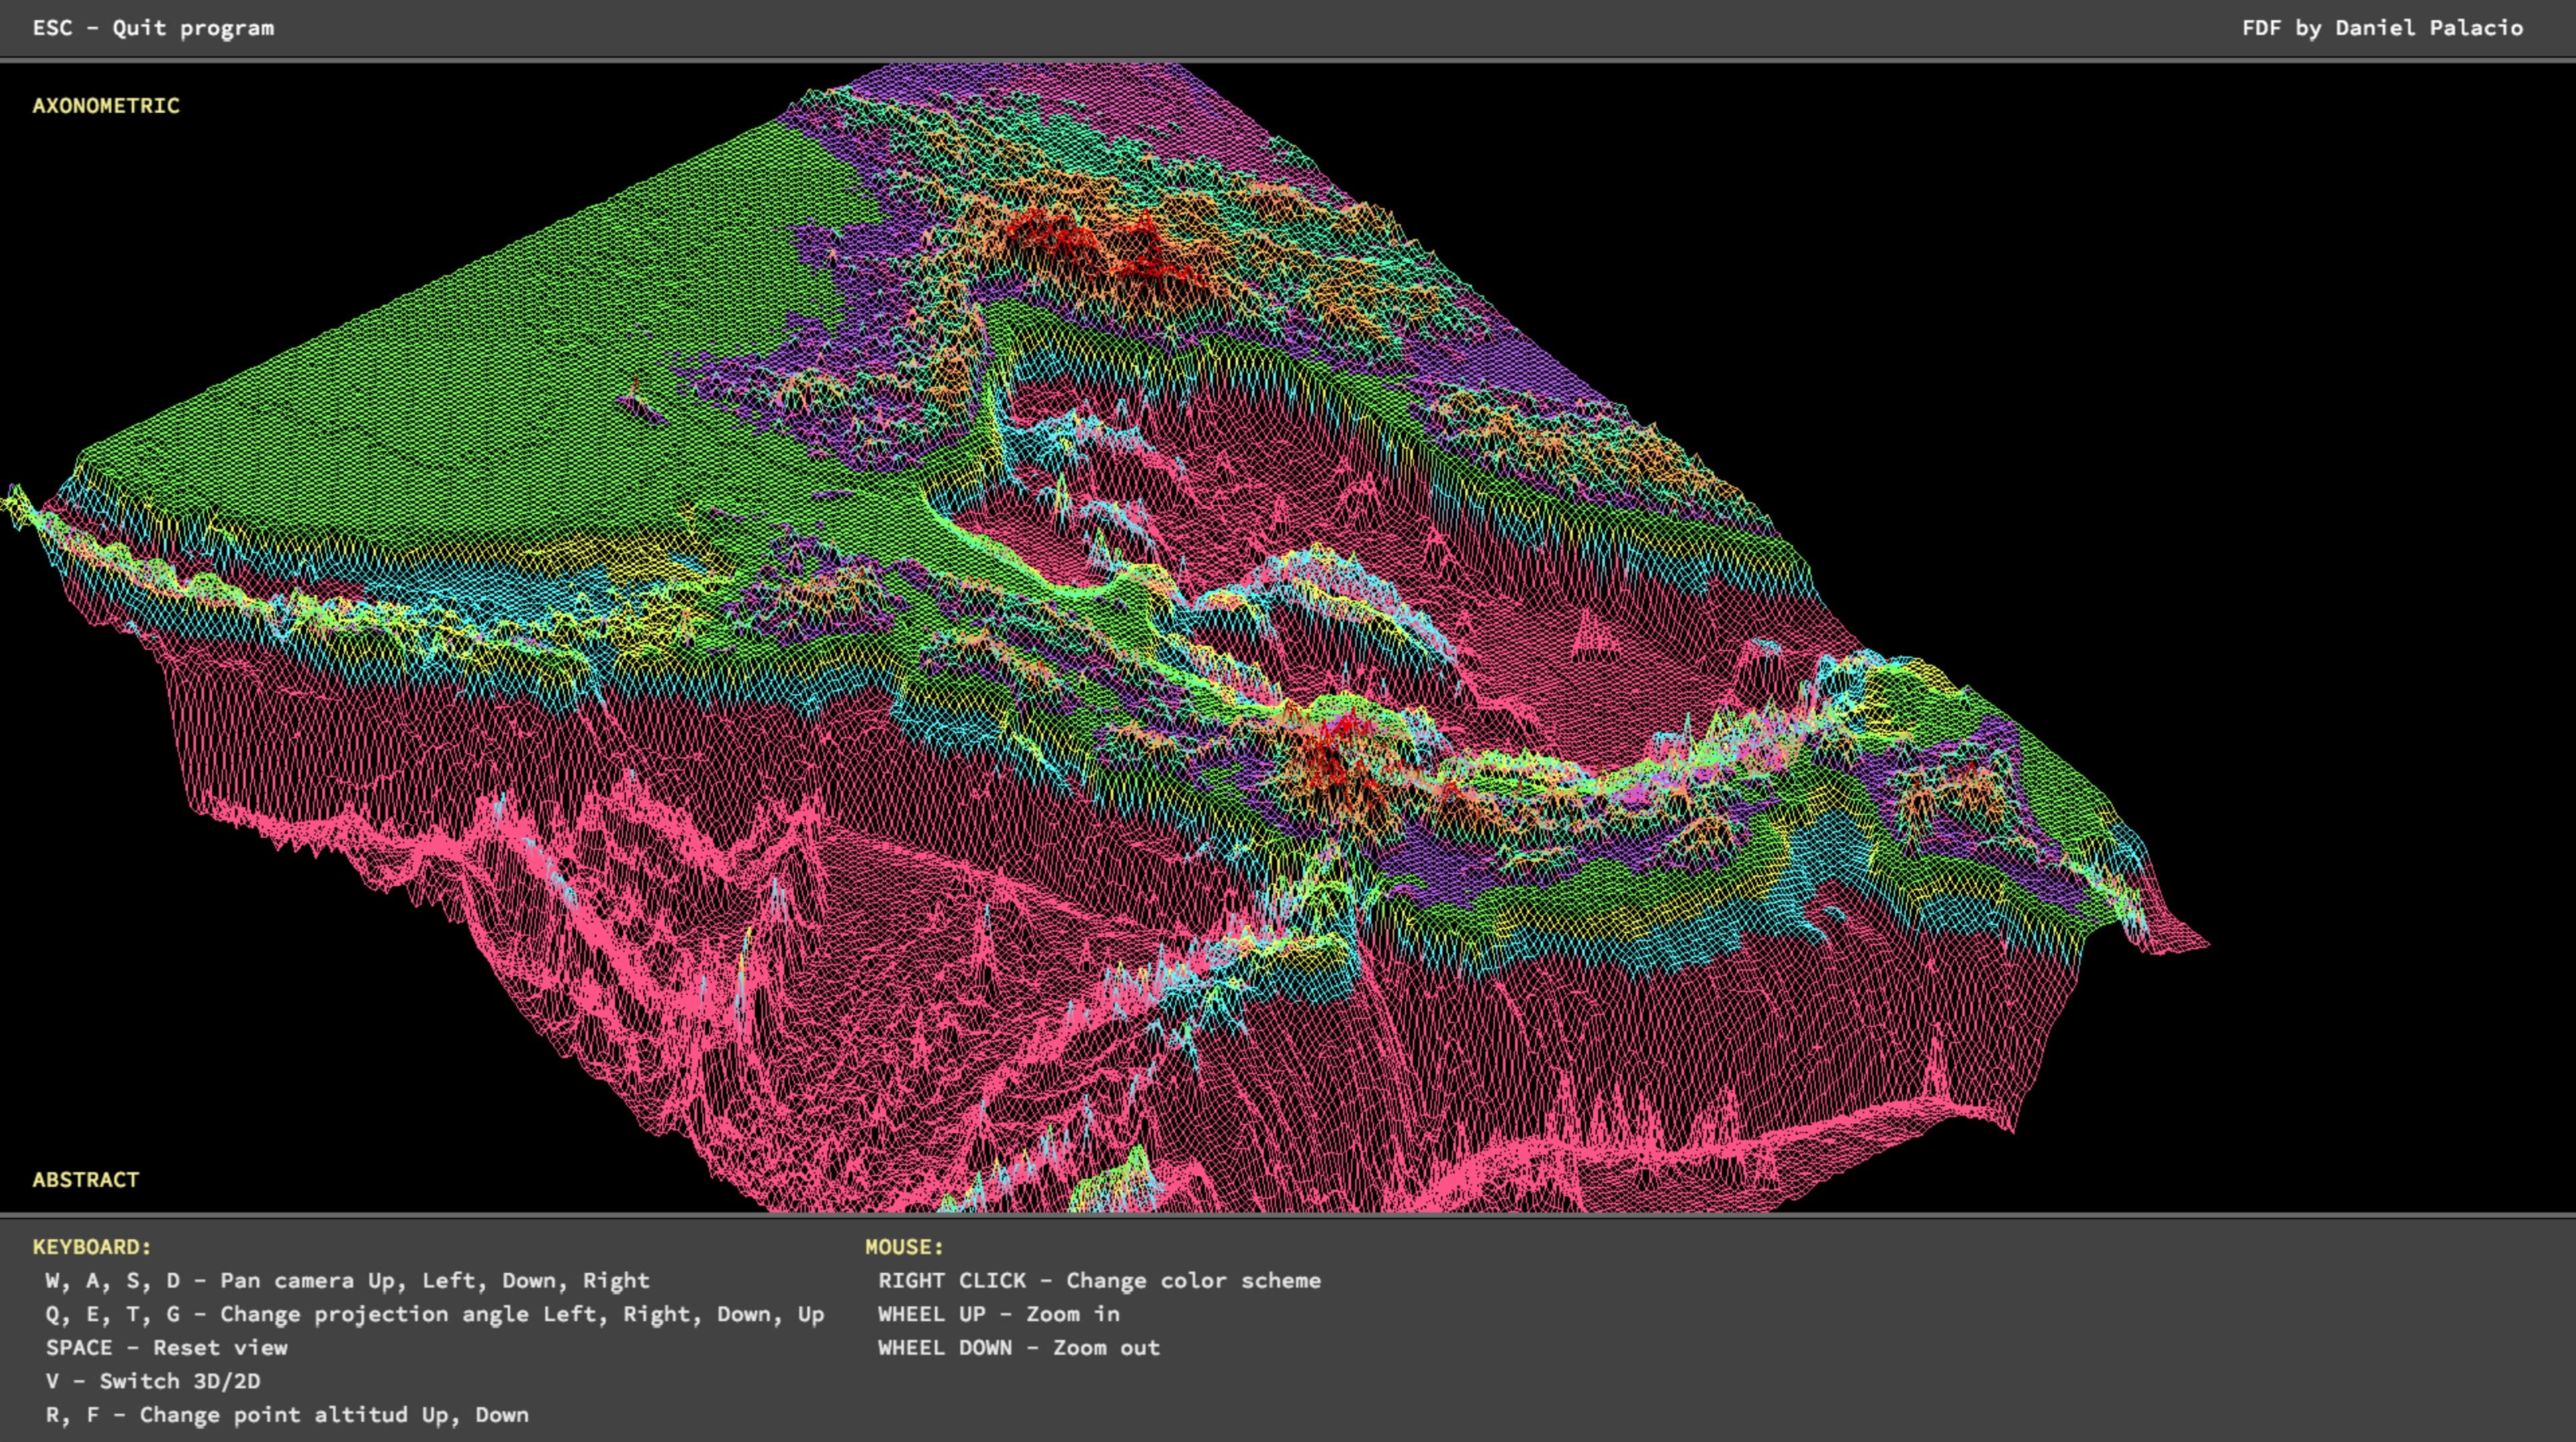 ESC - Quit program
FDF by Daniel Palacio
AXONOMETRIC
ABSTRACT
KEYBOARD:
W, A, S, D - Pan camera Up, Left, Down, Right
Q, E, T, G - Change projection angle Left, Right, Down, Up
SPACE - Reset view
V - Switch 3D/2D
R, F - Change point altitud Up, Down
MOUSE:
RIGHT CLICK - Change color scheme
WHEEL UP - Zoom in
WHEEL DOWN - Zoom out